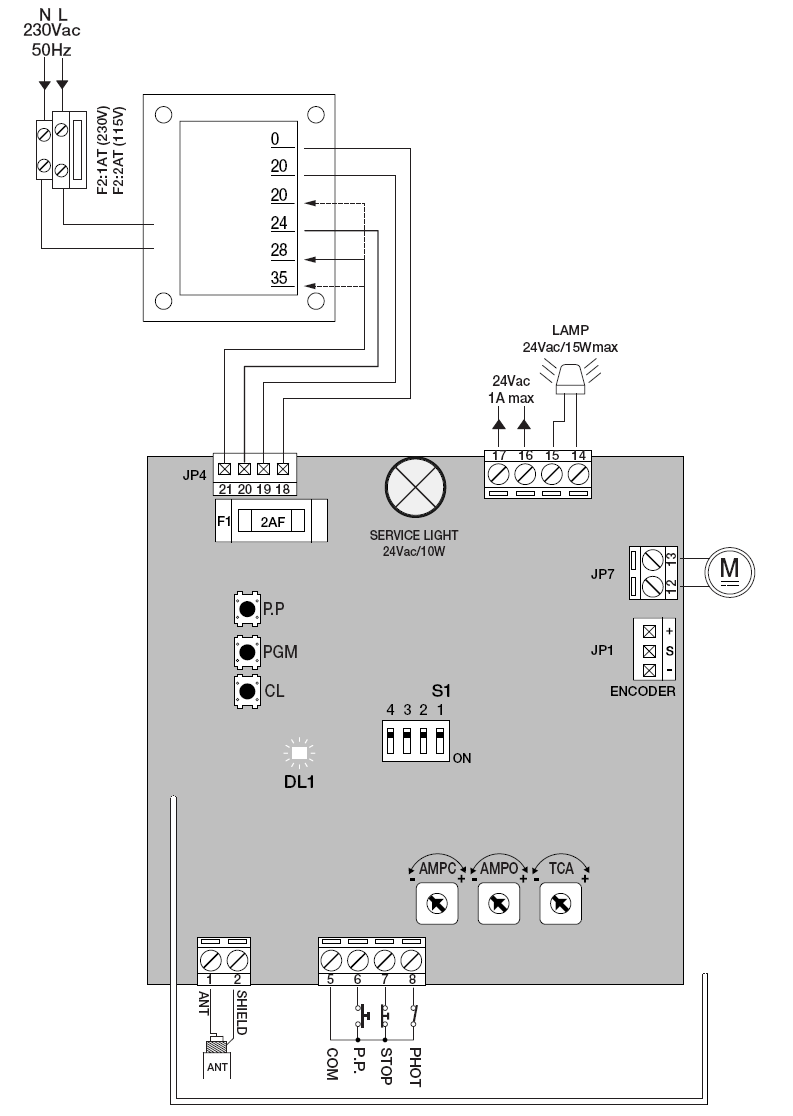 N L
230Vac
50Hz
F2:1AT (230V)
F2:2AT (115V)
0
20
20
24
28
35
LAMP
24Vac/15Wmax
24Vac
1A max
17 16 15 14
JP4
21 20 19 18
F1 2AF
SERVICE LIGHT
24Vac/10W
JP7
13
12
M
P.P
PGM
CL
JP1
+
S
-
ENCODER
S1
4 3 2 1
ON
DL1
AMPC AMPO TCA
- + - + - +
1 2
5 6 7 8
ANT
SHIELD
ANT
COM
P.P.
STOP
PHOT